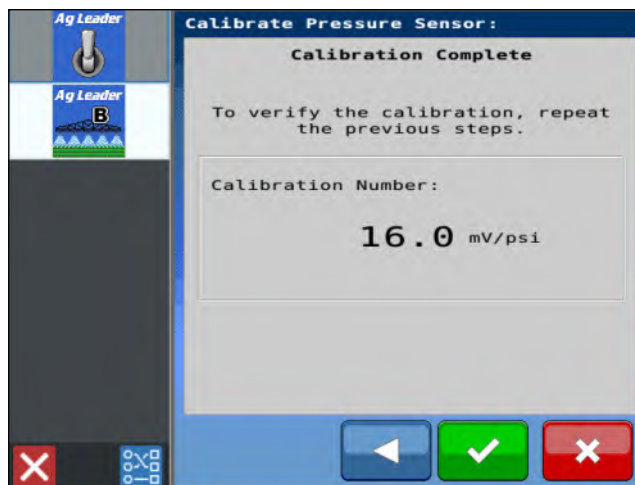 Ag Leader
Ag Leader
B
Calibrate Pressure Sensor:
Calibration Complete
To verify the calibration, repeat
the previous steps.
Calibration Number:
16.0 mV/psi